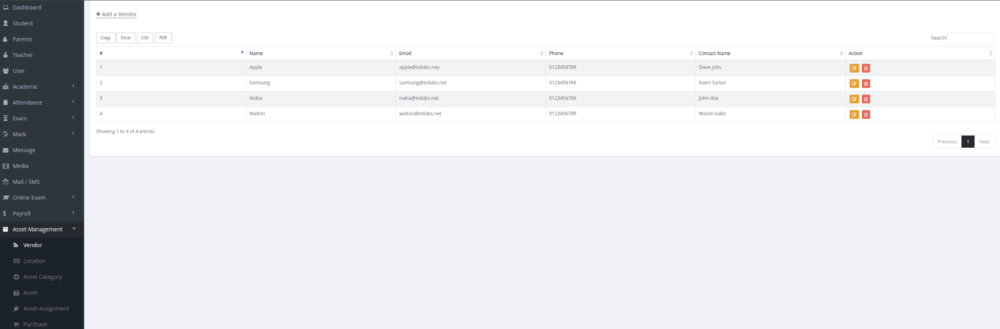 Dashboard
Student
Parents
Teacher
User
Academic
Attendance
Exam
Mark
Message
Media
Mail / SMS
Online Exam
Payroll
Asset Management
Vendor
Location
Asset Category
Asset
Asset Assignment
Purchase
Add a Vendor
Copy Excel CSV PDF
Search:
# Name Email Phone Contact Name Action
1 Apple apple@inilabs.ney 0123456789 Steve Jobs
2 Samsung samsung@inilabs.net 0123456789 Naim Sarkar
3 Nokia nokia@inilabs.net 0123456789 John doe
4 Walton walton@inilabs.net 0123456789 Wasim kabir
Showing 1 to 4 of 4 entries
Previous 1 Next